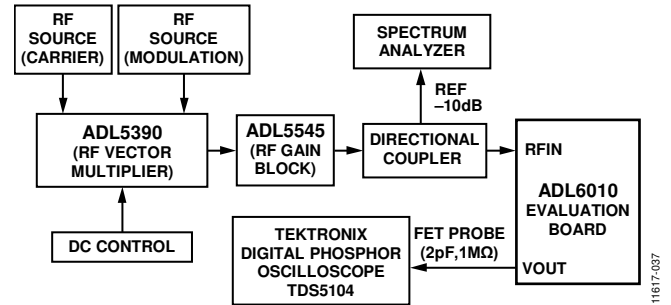 RF
SOURCE
(CARRIER)
RF
SOURCE
(MODULATION)
SPECTRUM
ANALYZER
REF
–10dB
ADL5390
(RF VECTOR
MULTIPLIER)
ADL5545
(RF GAIN
BLOCK)
DIRECTIONAL
COUPLER
RFIN
ADL6010
EVALUATION
BOARD
VOUT
DC CONTROL
TEKTRONIX
DIGITAL PHOSPHOR
OSCILLOSCOPE
TDS5104
FET PROBE
(2pF,1MΩ)
11617-037